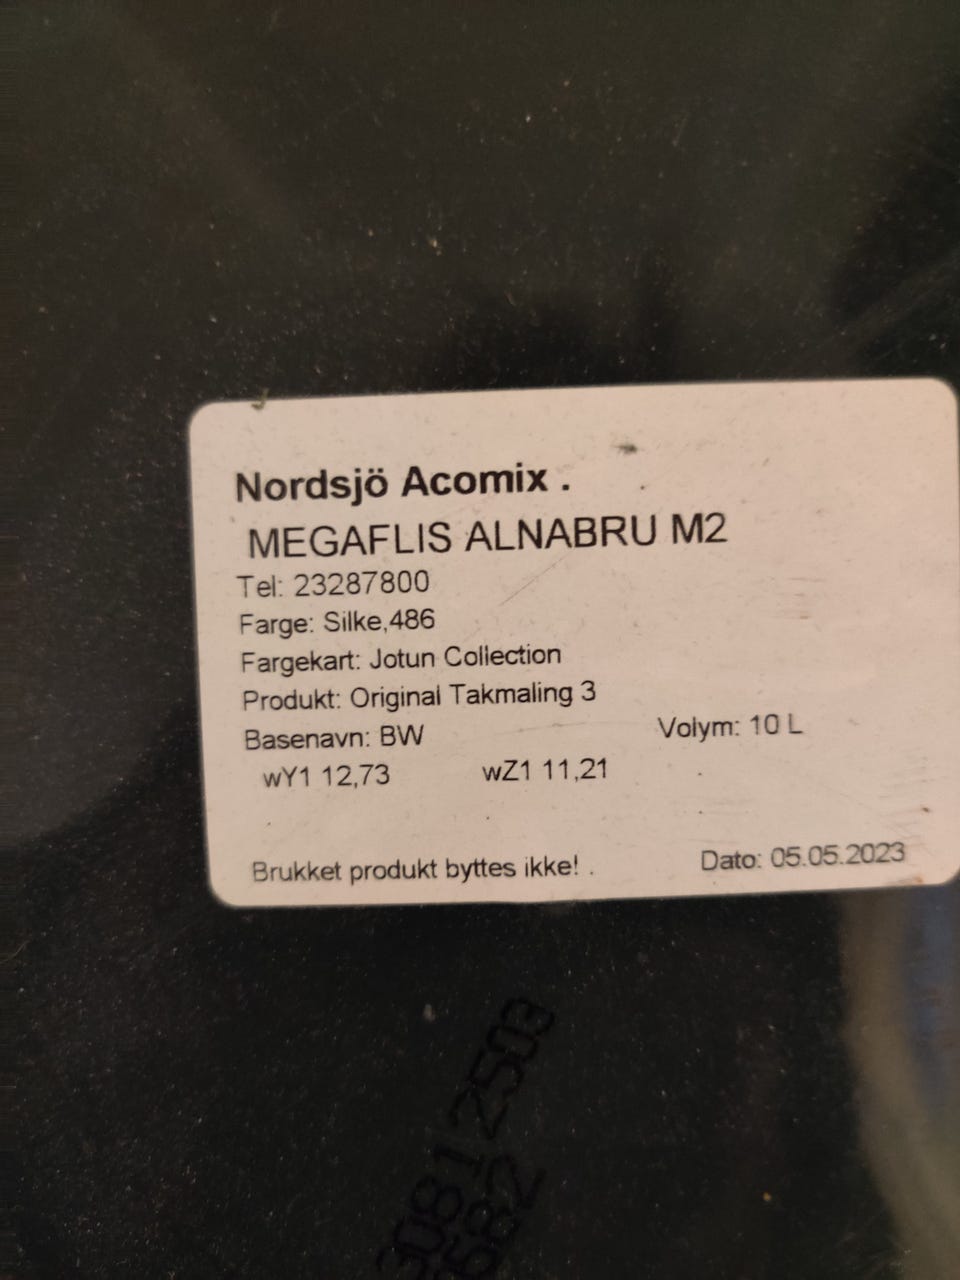 Nordsjö Acomix .
MEGAFLIS ALNABRU M2
Tel: 23287800
Farge: Silke,486
Fargekart: Jotun Collection
Produkt: Original Takmaling 3
Basenavn: BW Volym: 10 L
wY1 12,73 wZ1 11,21
Brukket produkt byttes ikke! . Dato: 05.05.2023